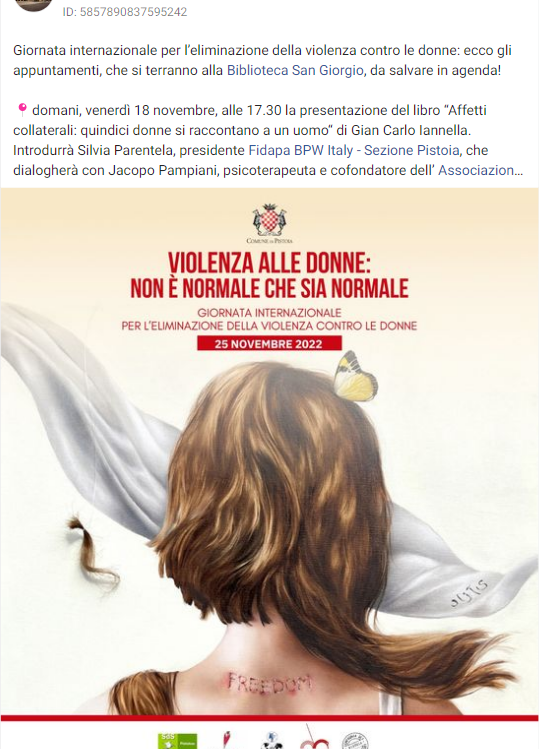 ID: 5857890837595242
Giornata internazionale per l’eliminazione della violenza contro le donne: ecco gli
appuntamenti, che si terranno alla Biblioteca San Giorgio, da salvare in agenda!
📍 domani, venerdì 18 novembre, alle 17.30 la presentazione del libro “Affetti
collaterali: quindici donne si raccontano a un uomo” di Gian Carlo Iannella.
Introdurrà Silvia Parentela, presidente Fidapa BPW Italy - Sezione Pistoia, che
dialogherà con Jacopo Pampiani, psicoterapeuta e cofondatore dell’ Association...
COMUNE DI PISTOIA
VIOLENZA ALLE DONNE:
NON È NORMALE CHE SIA NORMALE
GIORNATA INTERNAZIONALE
PER L’ELIMINAZIONE DELLA VIOLENZA CONTRO LE DONNE
25 NOVEMBRE 2022
FREEDOM